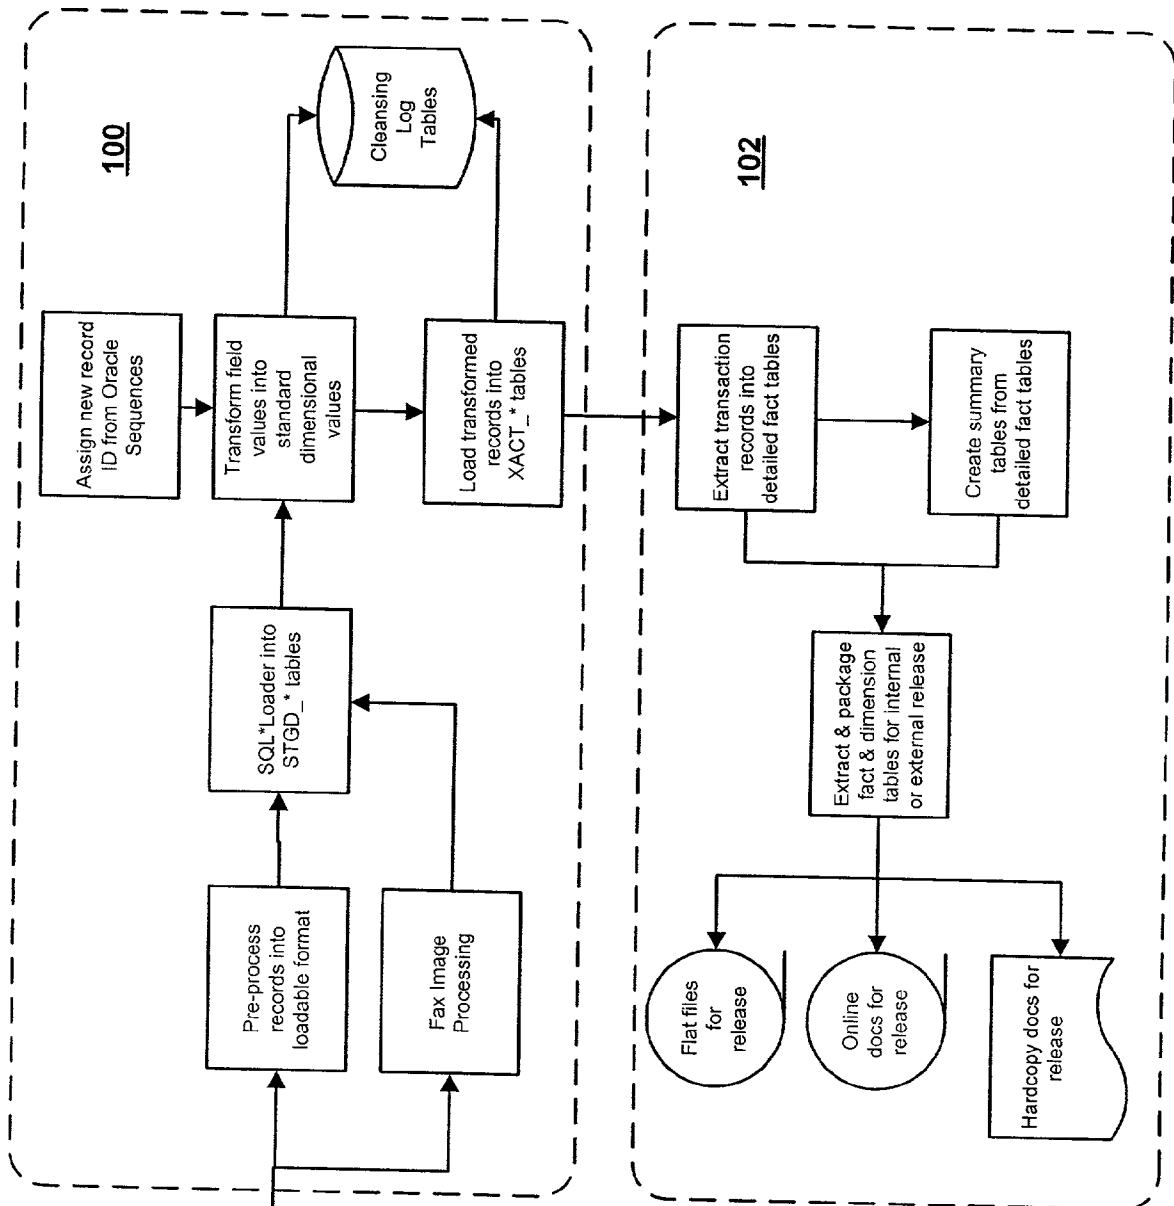 100
Assign new record
ID from Oracle
Sequences
Cleansing
Log
Tables
Pre-process
records into
loadable format
SQL*Loader into
STGD_* tables
Transform field
values into
standard
dimensional
values
Fax Image
Processing
Load transformed
records into
XACT_* tables
102
Flat files
for
release
Extract transaction
records into
detailed fact tables
Online
docs for
release
Extract & package
fact & dimension
tables for internal
or external release
Create summary
tables from
detailed fact tables
Hardcopy docs for
release